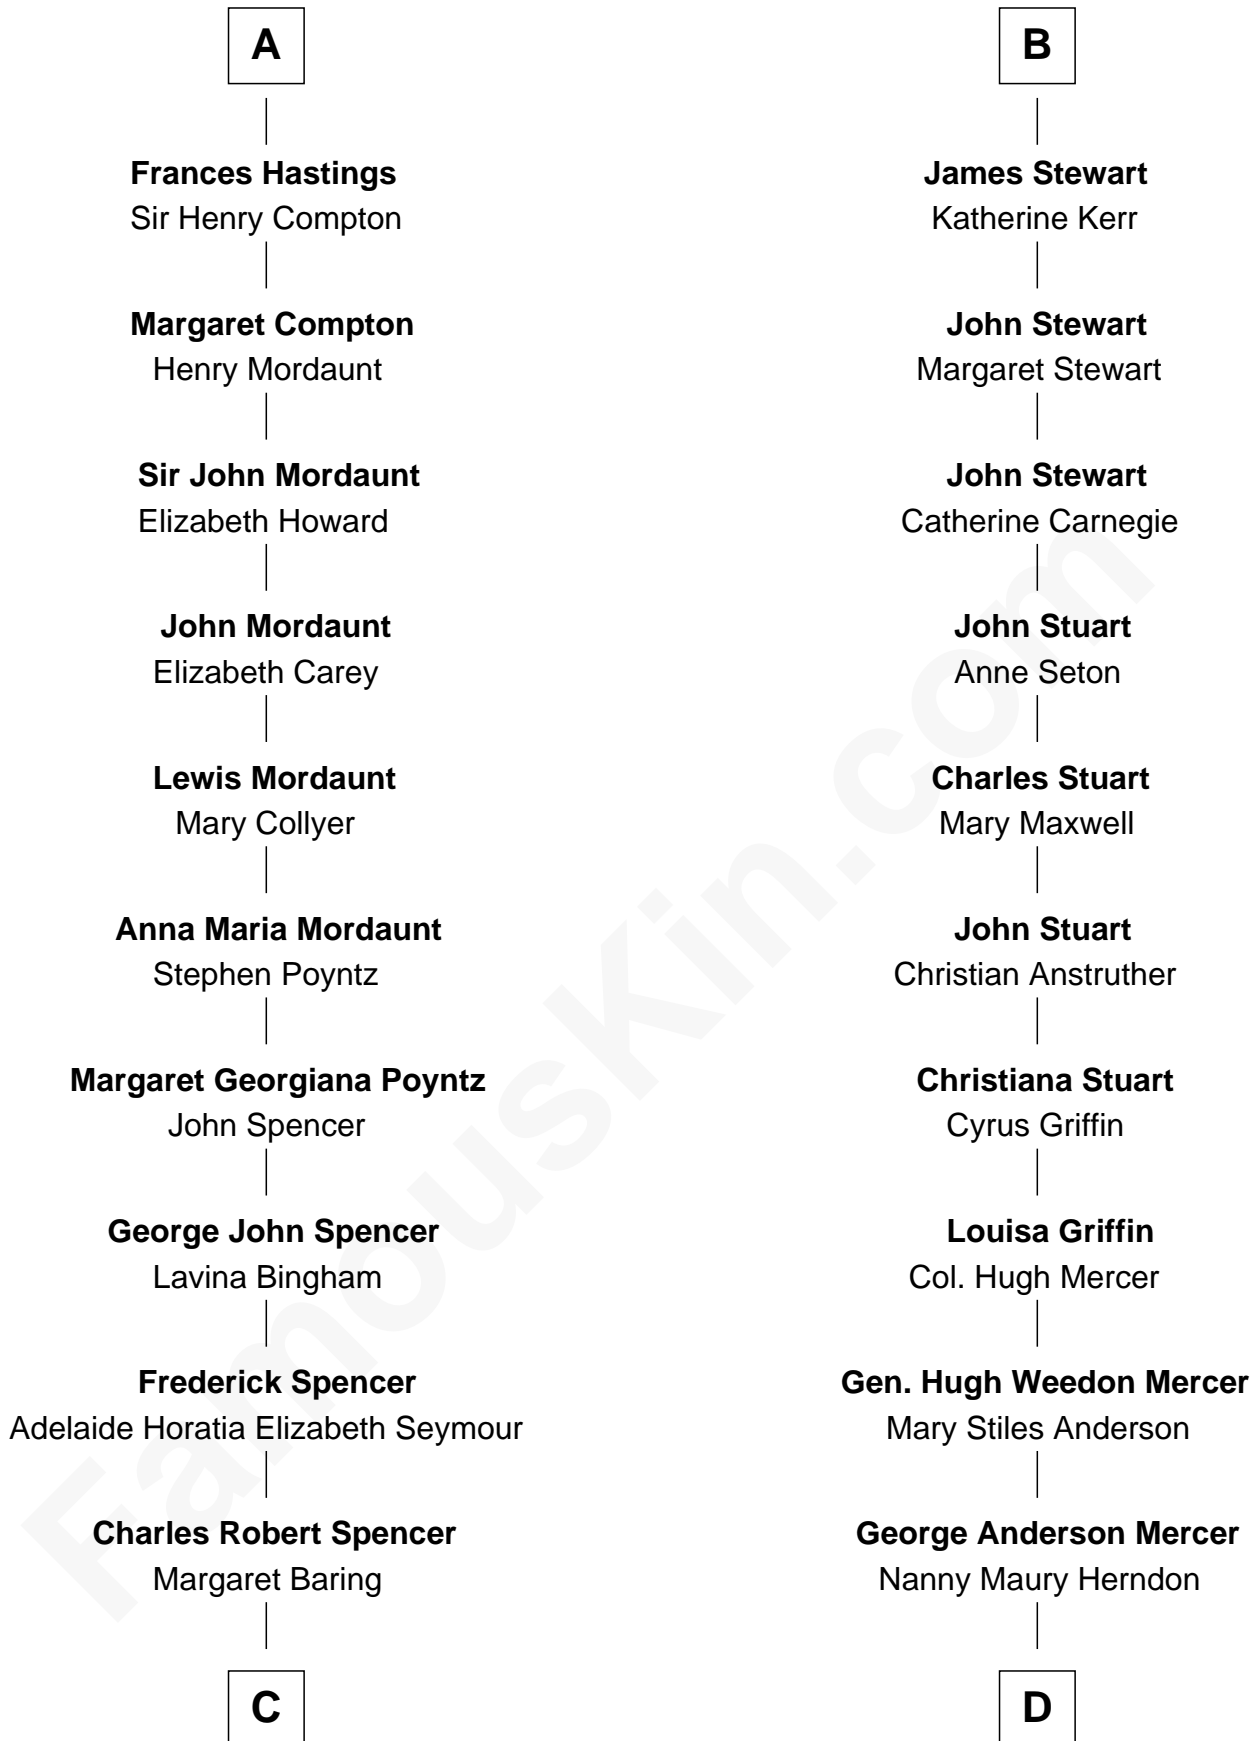 A
Frances Hastings
Sir Henry Compton
Margaret Compton
Henry Mordaunt
Sir John Mordaunt
Elizabeth Howard
John Mordaunt
Elizabeth Carey
Lewis Mordaunt
Mary Collyer
Anna Maria Mordaunt
Stephen Poyntz
Margaret Georgiana Poyntz
John Spencer
George John Spencer
Lavina Bingham
Frederick Spencer
Adelaide Horatia Elizabeth Seymour
Charles Robert Spencer
Margaret Baring
C
B
James Stewart
Katherine Kerr
John Stewart
Margaret Stewart
John Stewart
Catherine Carnegie
John Stuart
Anne Seton
Charles Stuart
Mary Maxwell
John Stuart
Christian Anstruther
Christiana Stuart
Cyrus Griffin
Louisa Griffin
Col. Hugh Mercer
Gen. Hugh Weedon Mercer
Mary Stiles Anderson
George Anderson Mercer
Nanny Maury Herndon
D
FamousKin.com